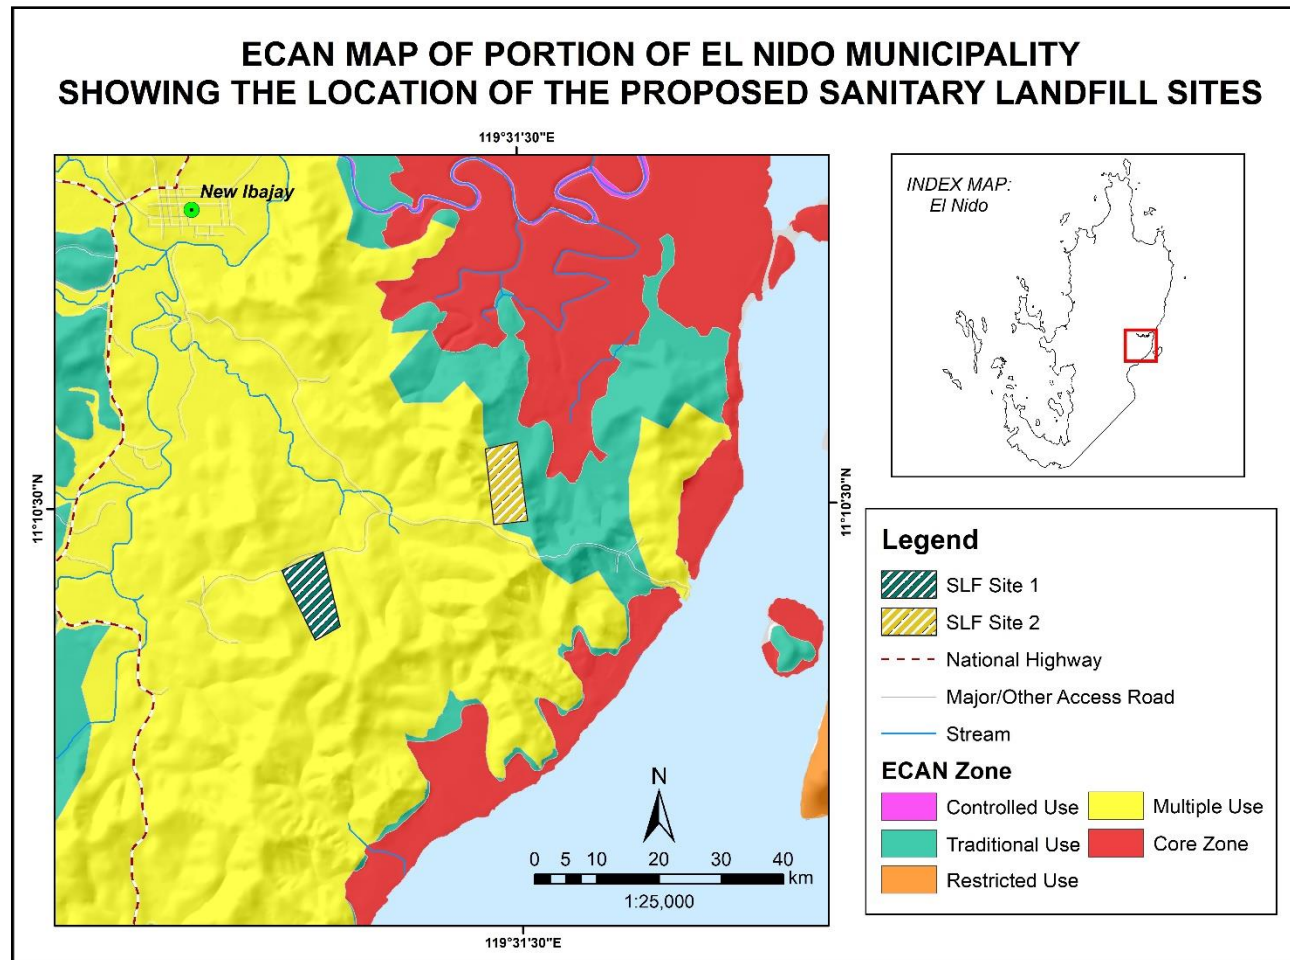 ECAN MAP OF PORTION OF EL NIDO MUNICIPALITY
SHOWING THE LOCATION OF THE PROPOSED SANITARY LANDFILL SITES
119°31'30"E
New Ibajay
11°10'30"N
11°10'30"N
N
0 5 10 20 30 40
km
1:25,000
119°31'30"E
INDEX MAP:
El Nido
Legend
SLF Site 1
SLF Site 2
National Highway
Major/Other Access Road
Stream
ECAN Zone
Controlled Use
Multiple Use
Traditional Use
Core Zone
Restricted Use